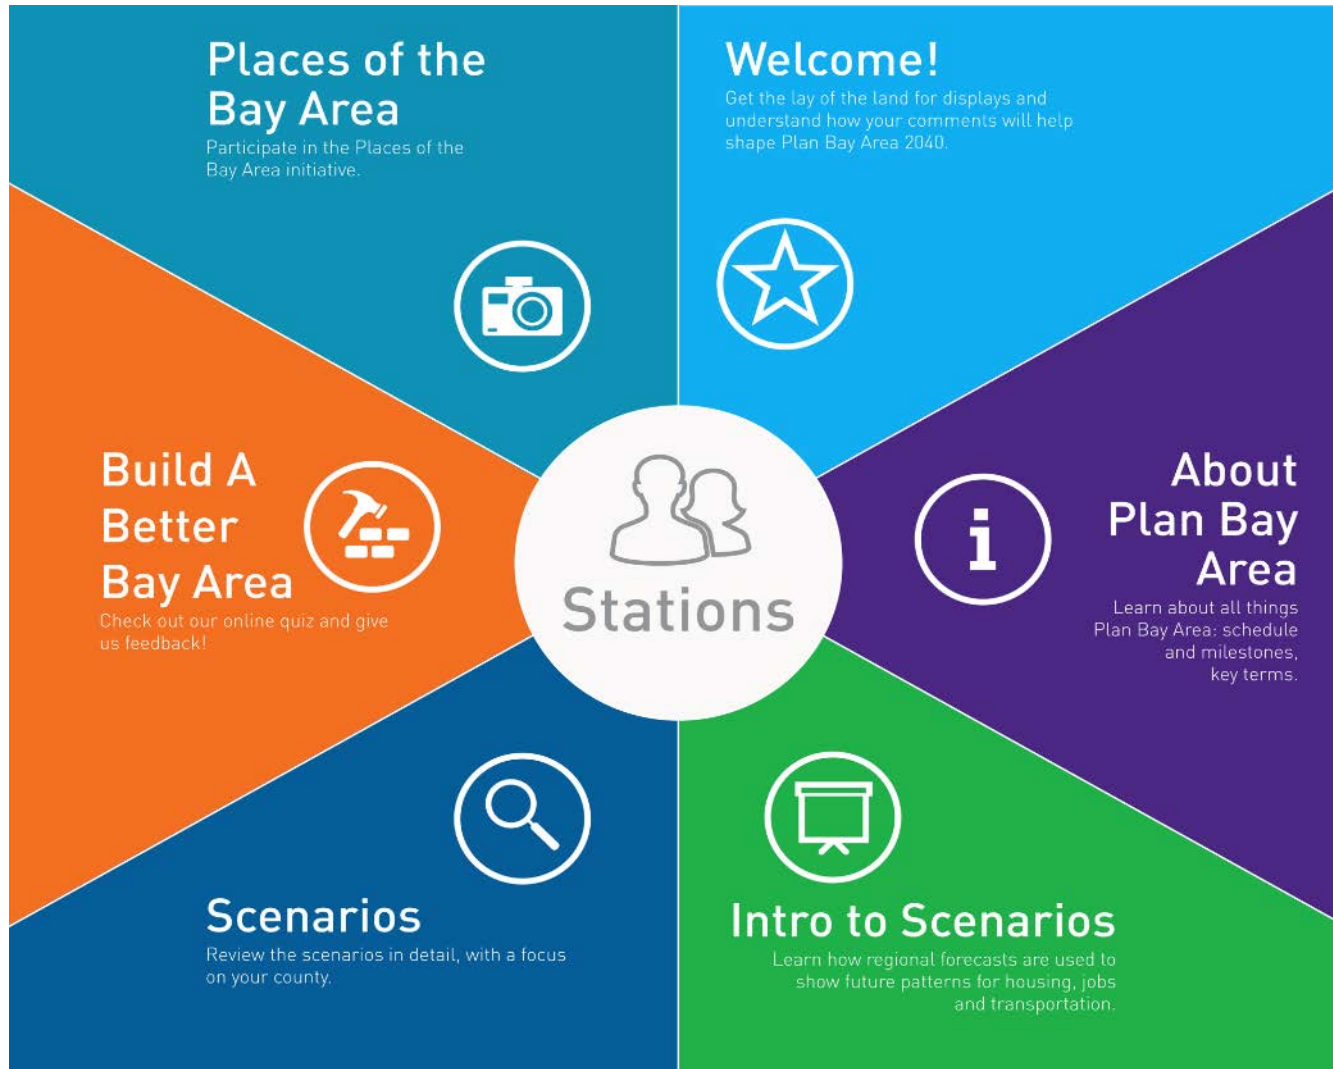 Places of the
Bay Area
Participate in the Places of the
Bay Area initiative.
Welcome!
Get the lay of the land for displays and
understand how your comments will help
shape Plan Bay Area 2040.
Build A
Better
Bay Area
Check out our online quiz and give
us feedback!
Stations
About
Plan Bay
Area
Learn about all things
Plan Bay Area: schedule
and milestones,
key terms.
Scenarios
Review the scenarios in detail, with a focus
on your county.
Intro to Scenarios
Learn how regional forecasts are used to
show future patterns for housing, jobs
and transportation.